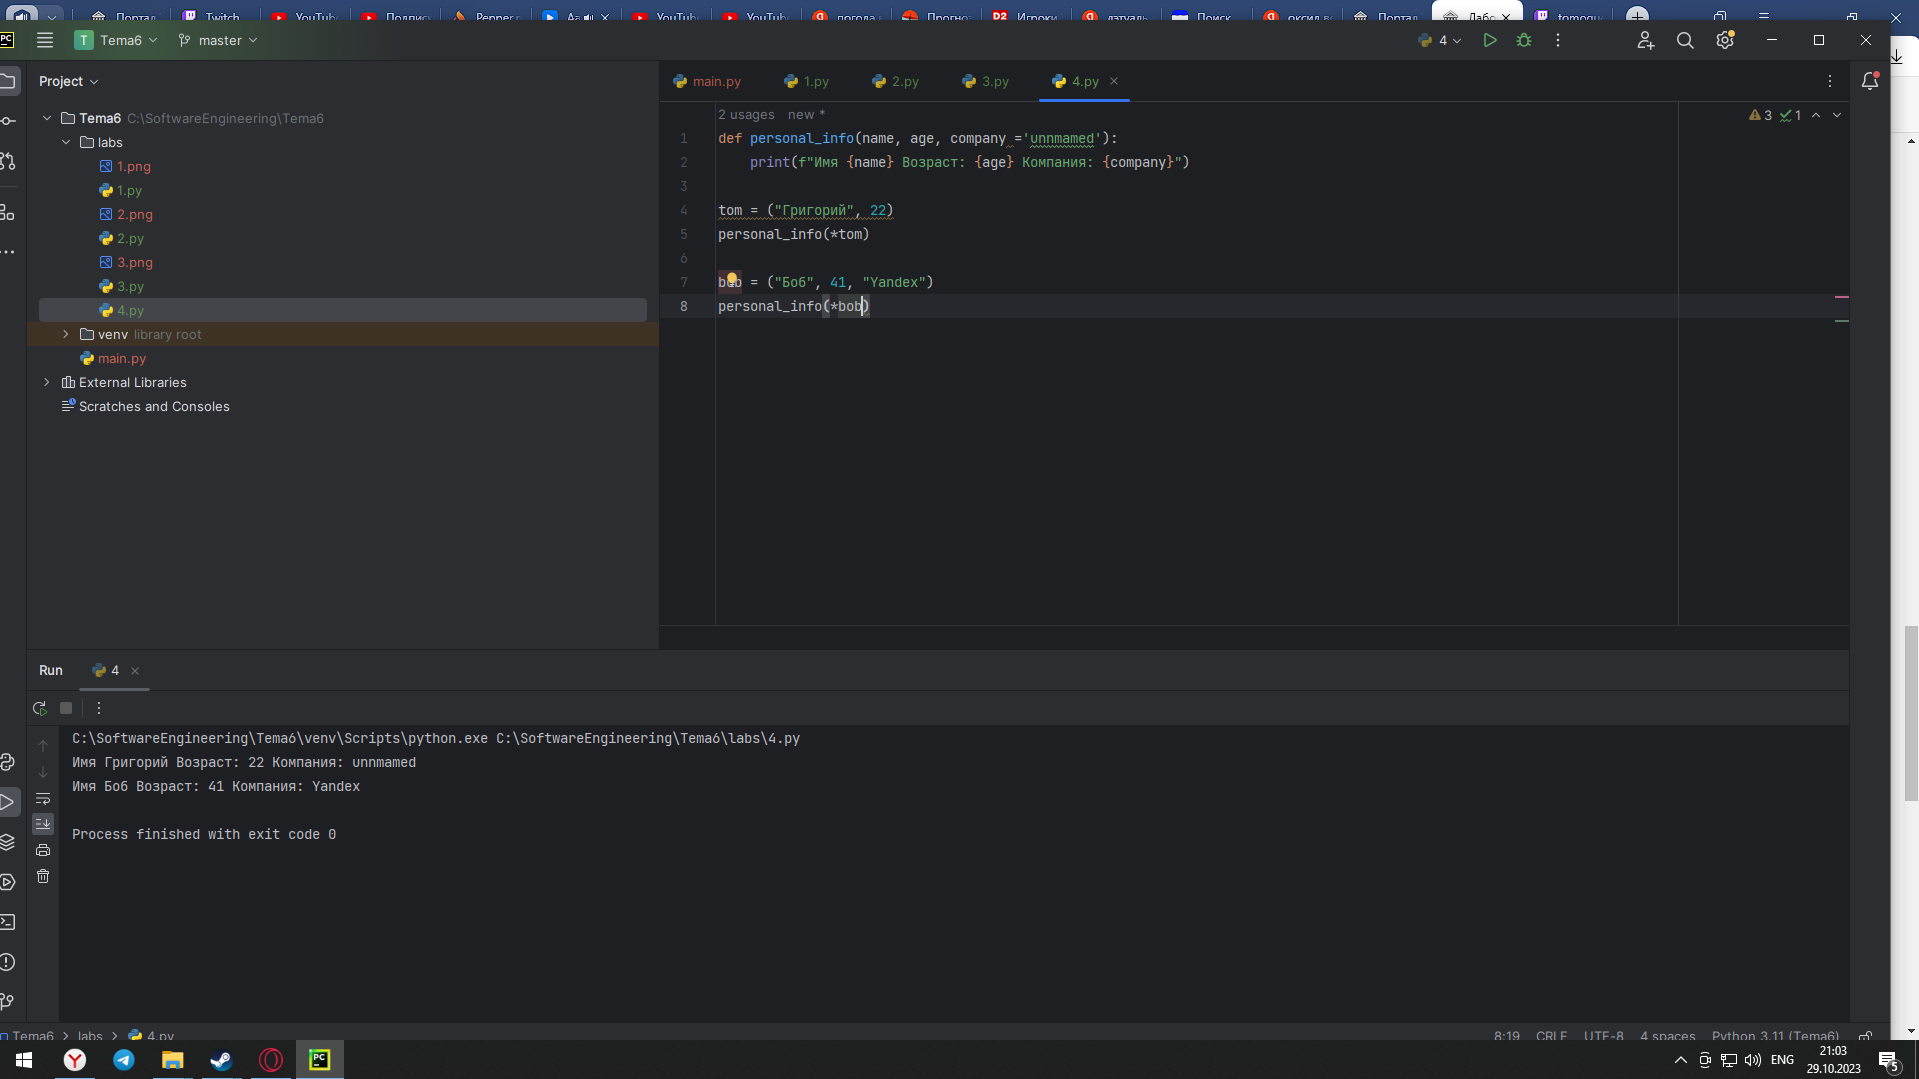 Портал Twitch YouTube Подпис Pepper YouTube YouTube погода Прогноз D2 Игроки Поиск Портал
PC T Tema6 master 4
Project
main.py 1.py 2.py 3.py 4.py
Tema6 C:\SoftwareEngineering\Tema6
labs
1.png
1.py
2.png
2.py
3.png
3.py
4.py
venv library root
main.py
External Libraries
Scratches and Consoles
2 usages new *
3 1
1 def personal_info(name, age, company ='unnmamed'):
2 print(f"Имя {name} Возраст: {age} Компания: {company}")
3
4 tom = ("Григорий", 22)
5 personal_info(*tom)
6
7 bob = ("Боб", 41, "Yandex")
8 personal_info(*bob)
Run 4
C:\SoftwareEngineering\Tema6\venv\Scripts\python.exe C:\SoftwareEngineering\Tema6\labs\4.py
Имя Григорий Возраст: 22 Компания: unnmamed
Имя Боб Возраст: 41 Компания: Yandex
Process finished with exit code 0
Tema6 labs 4.py
8:19 CRLF UTF-8 4 spaces Python 3.11 (Tema6)
PC
ENG
21:03
29.10.2023
5